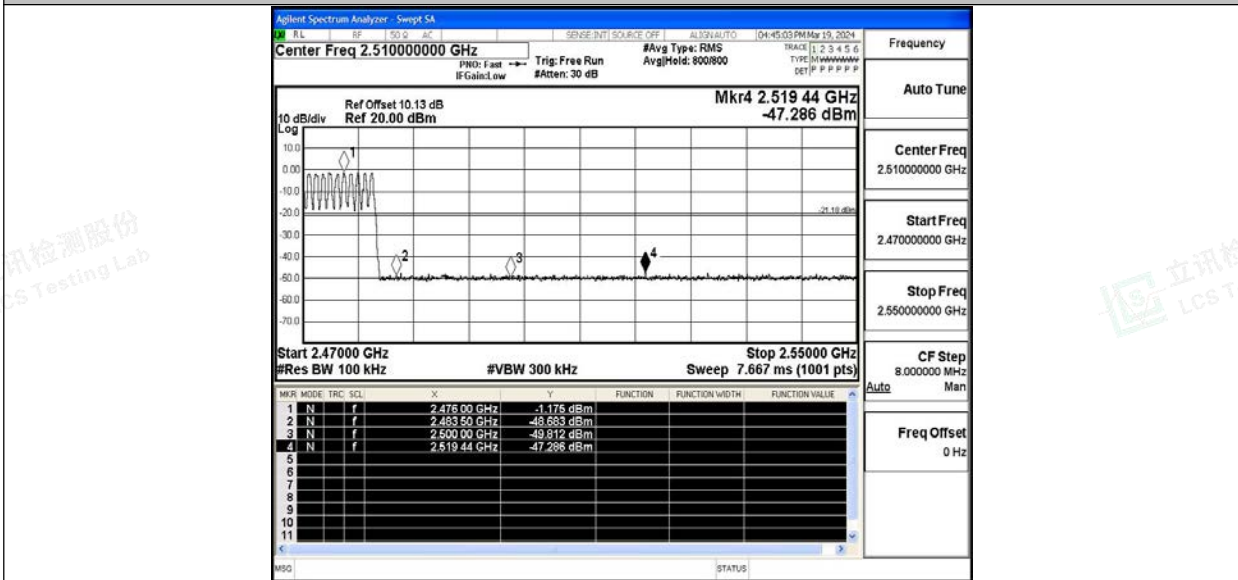 Agilent Spectrum Analyzer - Swept SA
RL RF 50 Ω AC SENSE:INT SOURCE OFF ALIGNAUTO 04:45:03 PM Mar 19, 2024
Center Freq 2.510000000 GHz
PNO: Fast
IFGain:Low
Trig: Free Run
#Atten: 30 dB
#Avg Type: RMS
Avg|Hold: 800/800
TRACE 1 2 3 4 5 6
TYPE M
DET P P P P P P
Ref Offset 10.13 dB
10 dB/div Ref 20.00 dBm
Log
Mkr4 2.519 44 GHz
-47.286 dBm
10.0
0.00
-10.0
-20.0
-30.0
-40.0
-50.0
-60.0
-70.0
1
2
3
4
-21.18 dBm
Start 2.47000 GHz Stop 2.55000 GHz
#Res BW 100 kHz #VBW 300 kHz Sweep 7.667 ms (1001 pts)
MKR MODE TRC SCL X Y FUNCTION FUNCTION WIDTH FUNCTION VALUE
1 N f 2.476 00 GHz -1.175 dBm
2 N f 2.483 50 GHz -48.683 dBm
3 N f 2.500 00 GHz -49.812 dBm
4 N f 2.519 44 GHz -47.286 dBm
5
6
7
8
9
10
11
MSG STATUS
Frequency
Auto Tune
Center Freq
2.510000000 GHz
Start Freq
2.470000000 GHz
Stop Freq
2.550000000 GHz
CF Step
8.000000 MHz
Auto Man
Freq Offset
0 Hz
讯检测股份
CS Testing Lab
立讯检
LCS T